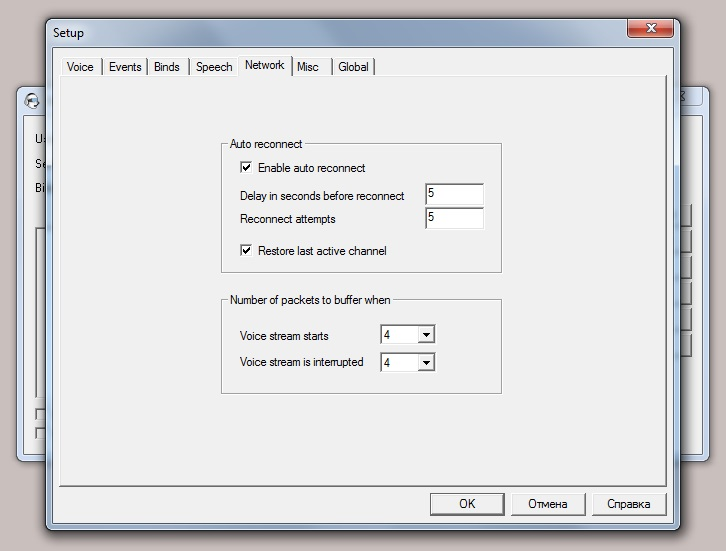 Setup
Voice Events Binds Speech Network Misc Global
Auto reconnect
Enable auto reconnect
Delay in seconds before reconnect 5
Reconnect attempts 5
Restore last active channel
Number of packets to buffer when
Voice stream starts 4
Voice stream is interrupted 4
OK Отмена Справка